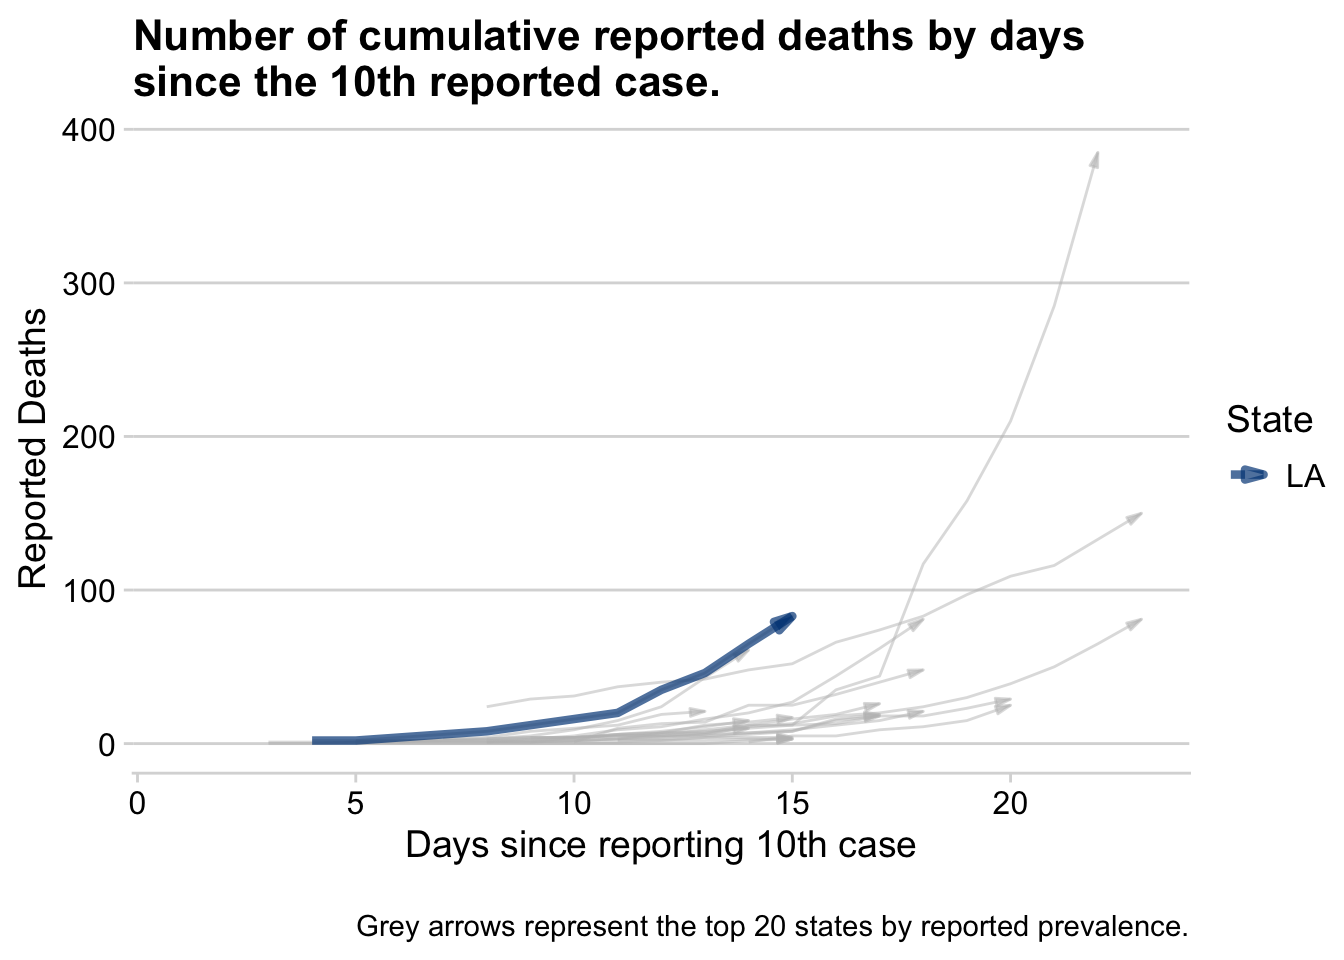 Number of cumulative reported deaths by days
since the 10th reported case.
400
300
200
100
0
Reported Deaths
0 5 10 15 20
Days since reporting 10th case
State
LA
Grey arrows represent the top 20 states by reported prevalence.